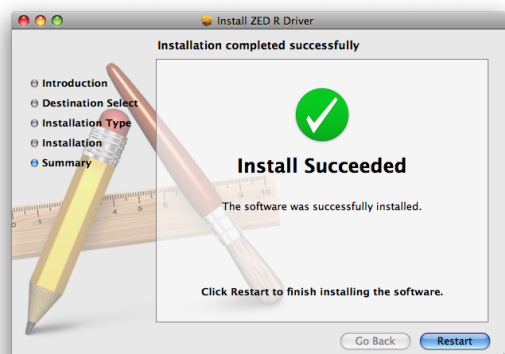 Install ZED R Driver
Installation completed successfully
Introduction
Destination Select
Installation Type
Installation
Summary
Install Succeeded
The software was successfully installed.
Click Restart to finish installing the software.
Go Back
Restart